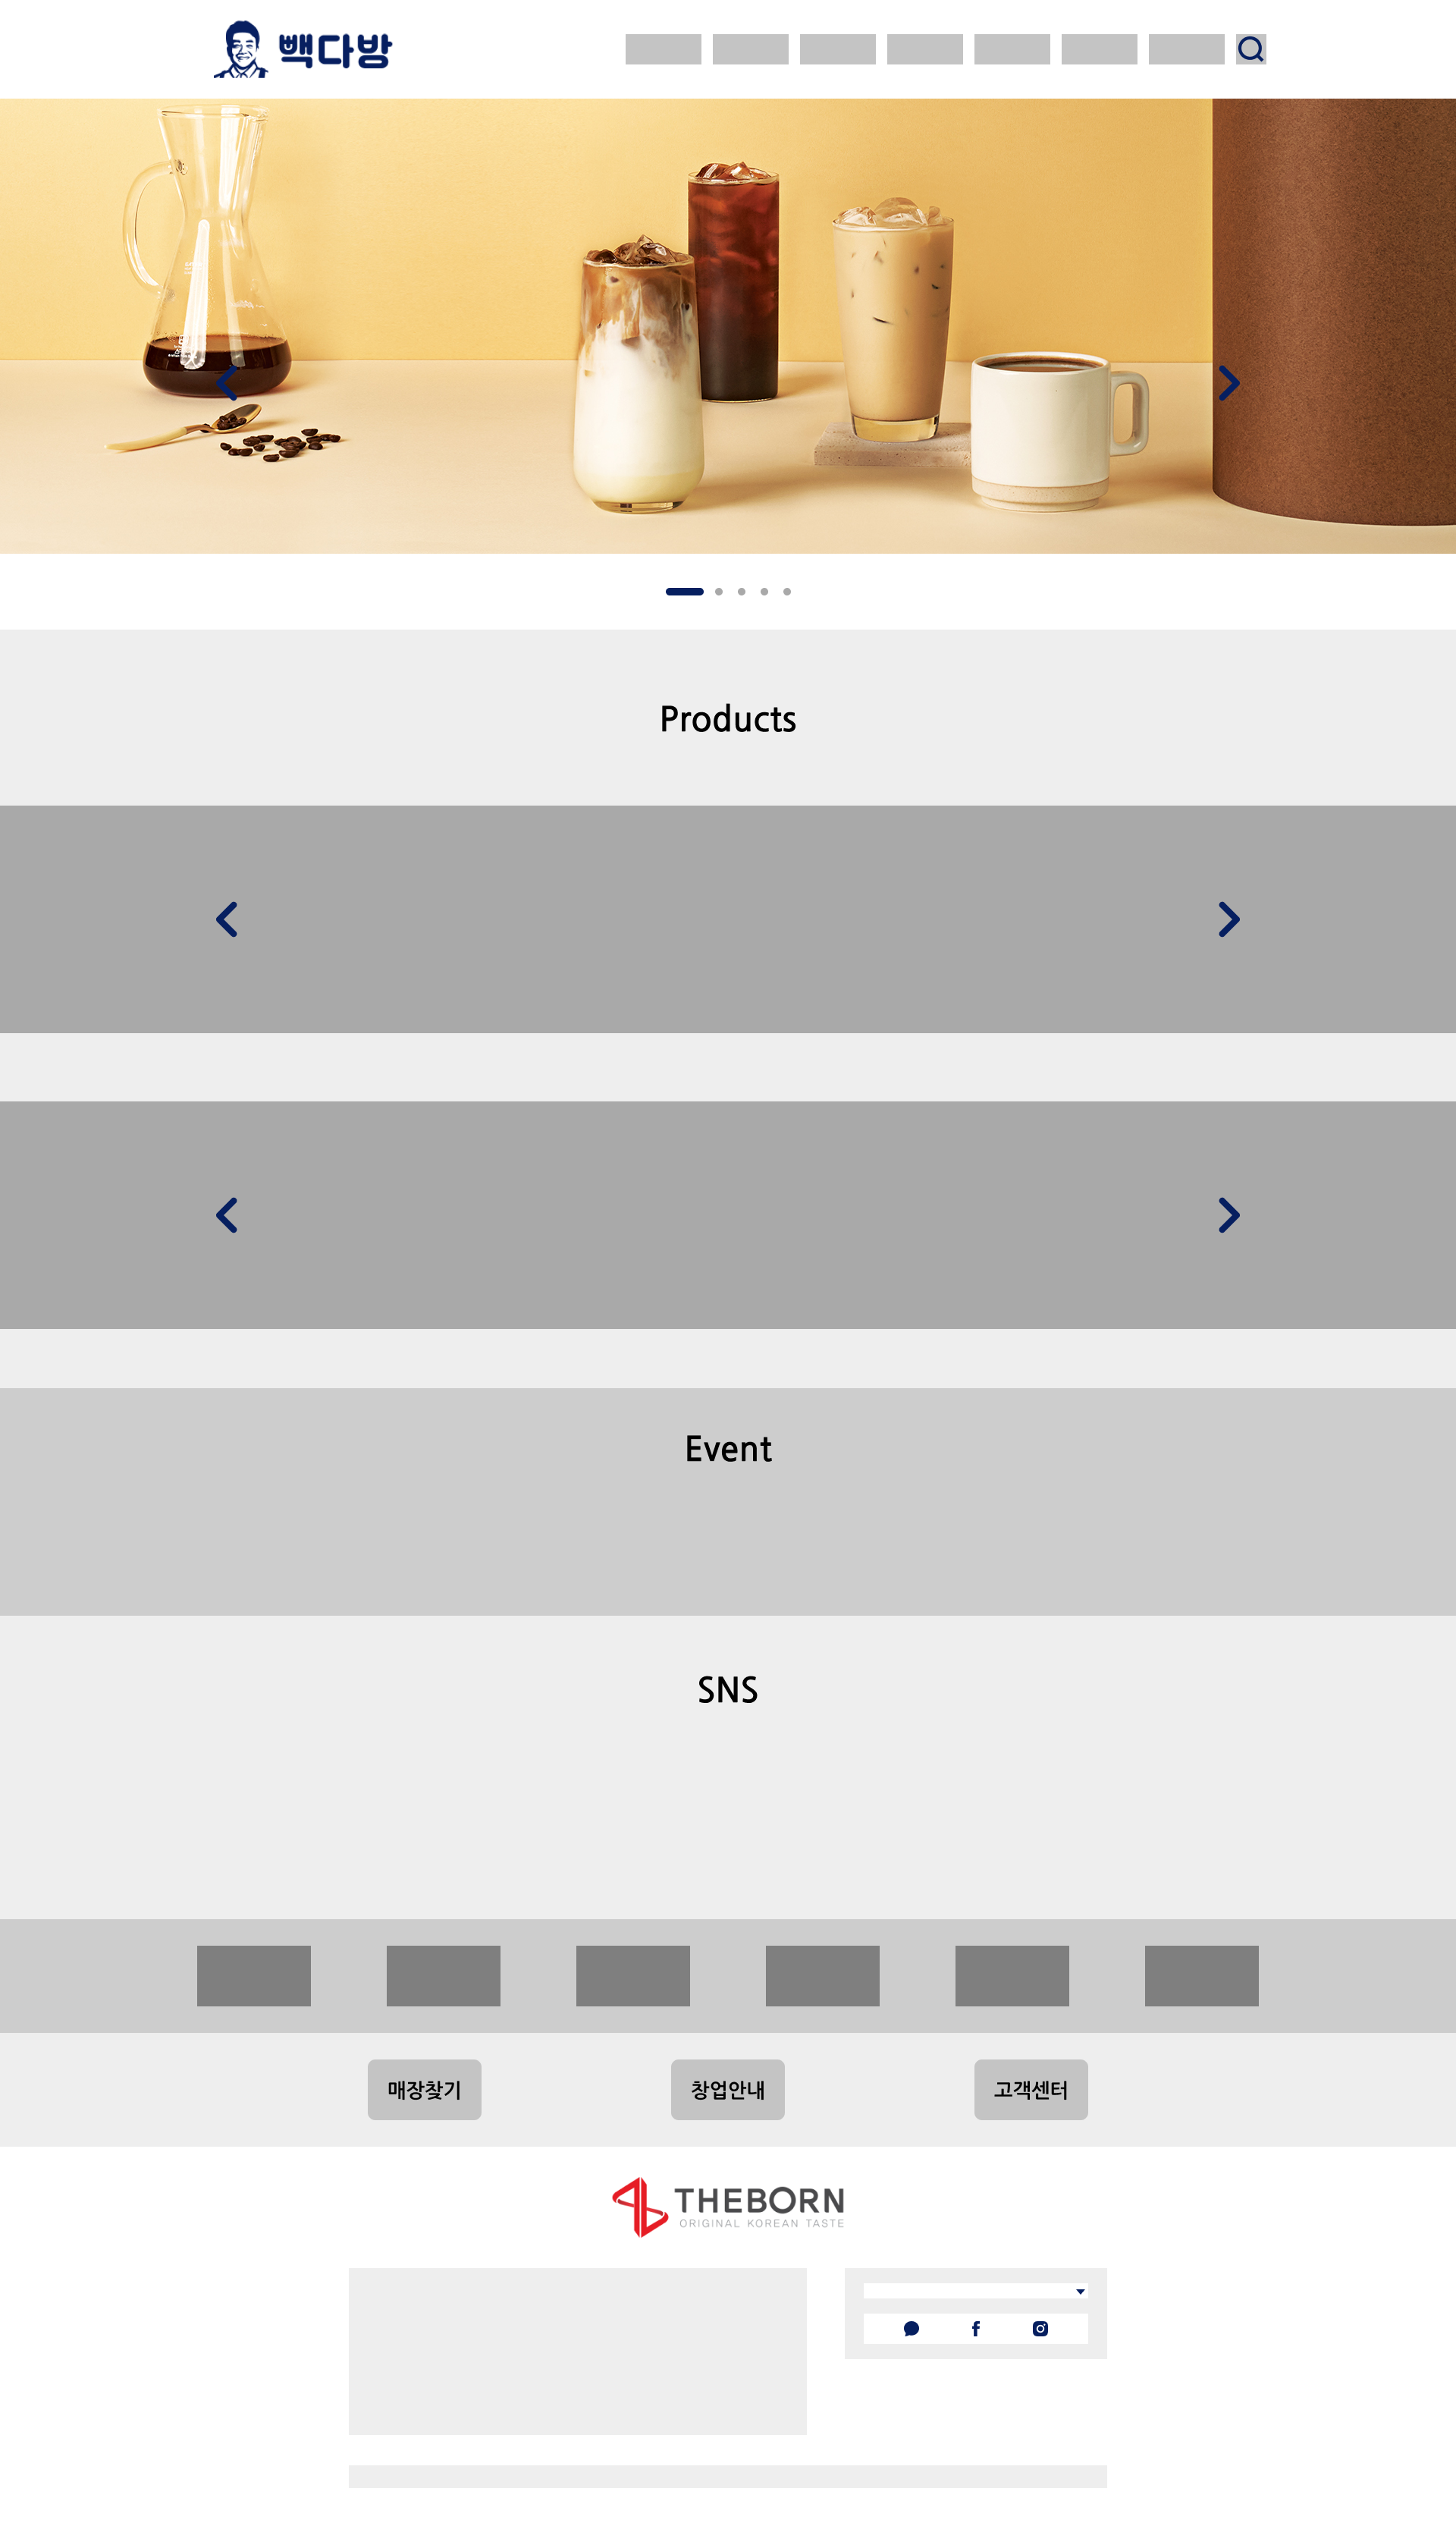 빽다방
Products
Event
SNS
매장찾기
창업안내
고객센터
THEBORN
ORIGINAL KOREAN TASTE